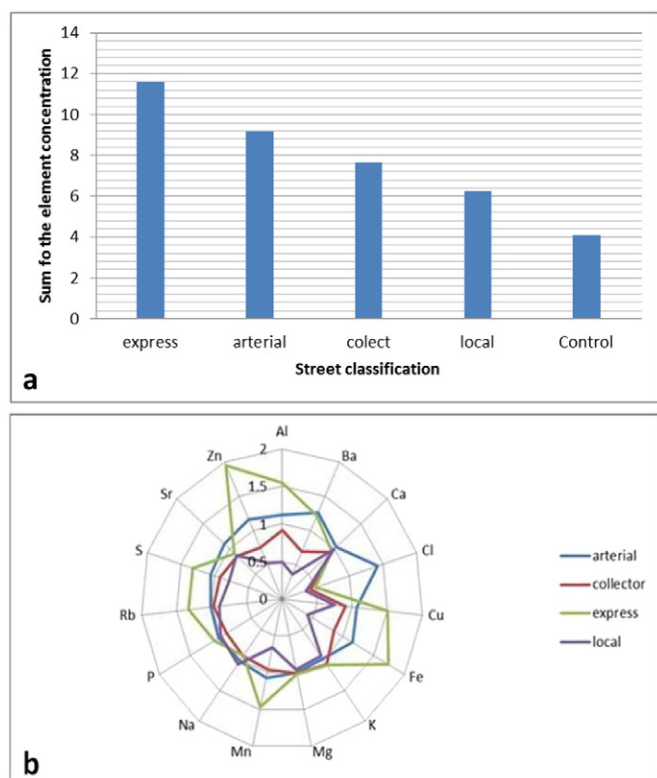 14
12
10
8
6
4
2
0
Sum fo the element concentration
express arterial colect local Control
Street classification
a
Al
Ba
Ca
Cl
Cu
Fe
K
Mg
Mn
Na
P
Rb
S
Sr
Zn
2
1.5
1
0.5
0
arterial
collector
express
local
b